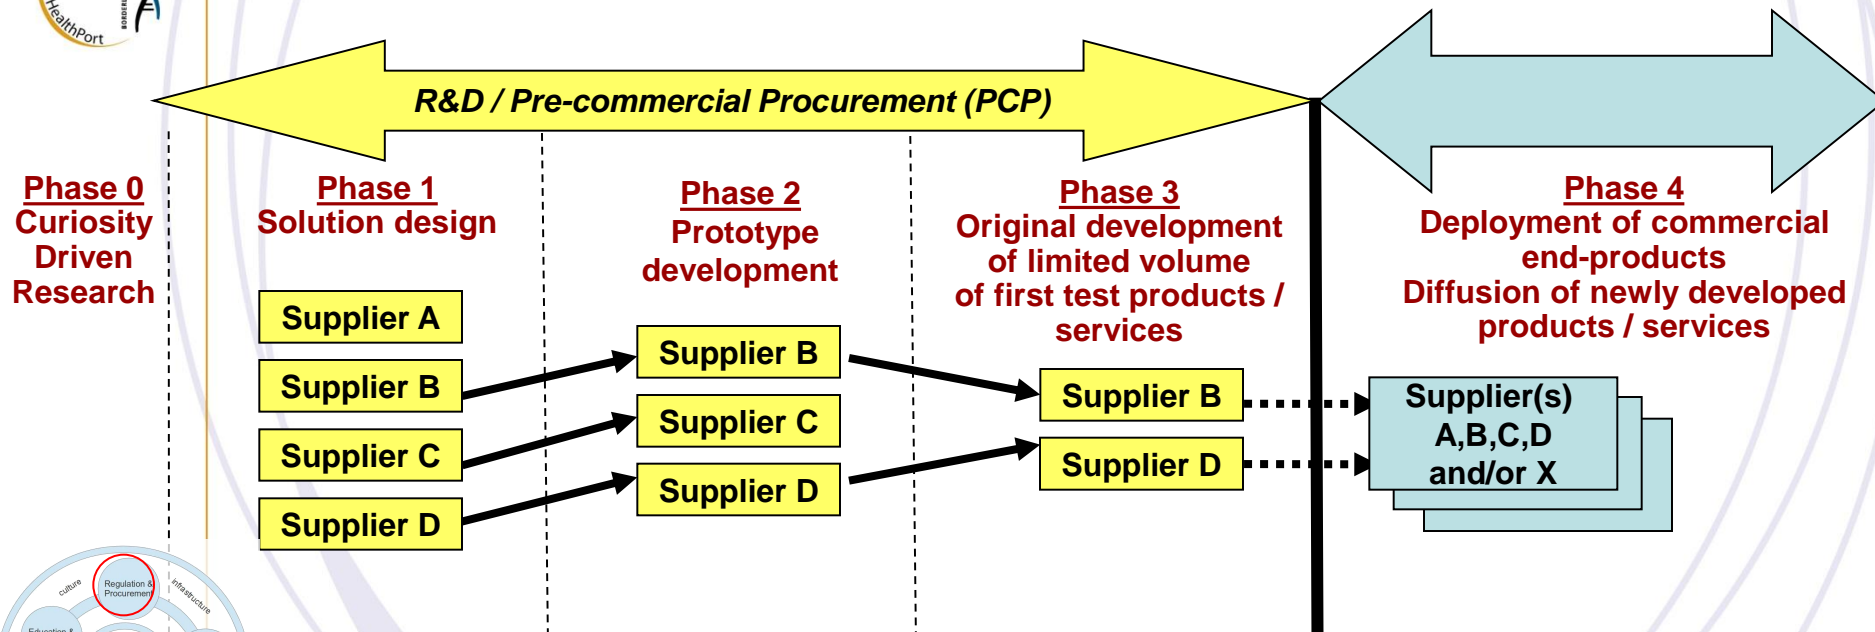 HealthPort
R&D / Pre-commercial Procurement (PCP)
Phase 0
Curiosity
Driven
Research
Phase 1
Solution design
Phase 2
Prototype
development
Phase 3
Original development
of limited volume
of first test products /
services
Phase 4
Deployment of commercial
end-products
Diffusion of newly developed
products / services
Supplier A
Supplier B
Supplier C
Supplier D
Supplier B
Supplier C
Supplier D
Supplier B
Supplier D
Supplier(s)
A,B,C,D
and/or X
culture
Regulation &
Procurement
infrastructure
Education &